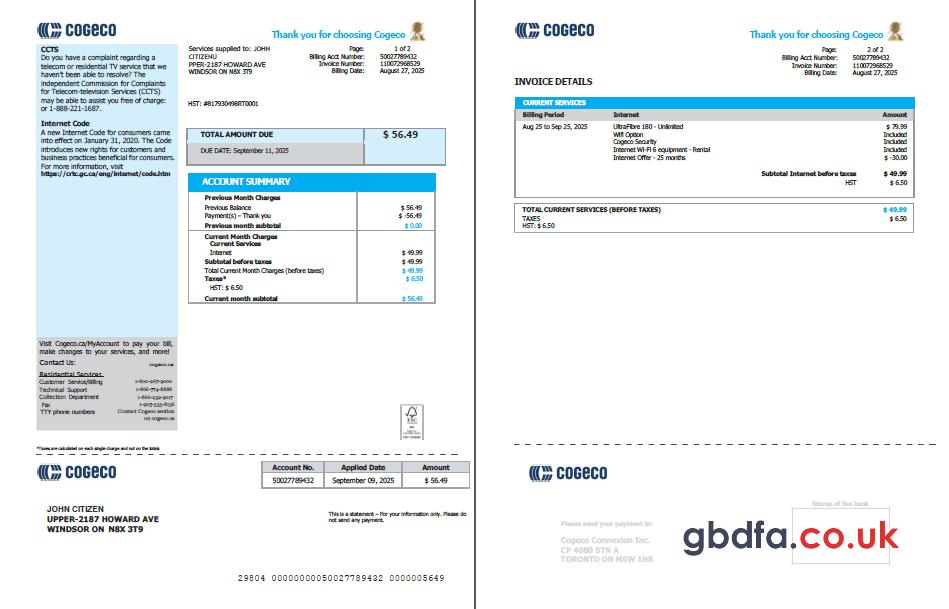 COGECO
Thank you for choosing Cogeco
CCTS
Do you have a complaint regarding a
telecom or residential TV service that we
haven't been able to resolve? The
independent Commission for Complaints
for Telecom-television Services (CCTS)
may be able to assist you free of charge:
or 1-888-221-1687.
Internet Code
A new Internet Code for consumers came
into effect on January 31, 2020. The Code
introduces new rights for customers and
business practices beneficial for consumers.
For more information, visit
https://crtc.gc.ca/eng/internet/code.htm
Visit Cogeco.ca/MyAccount to pay your bill,
make changes to your services, and more!
Contact Us: cogeco.ca
Residential Services
Customer Service/Billing 1-800-267-9000
Technical Support 1-866-774-8888
Collection Department 1-866-232-9017
Fax
TTY phone numbers Contact Cogeco section
on cogeco.ca
Services supplied to: JOHN
CITIZENU
PPER-2187 HOWARD AVE
WINDSOR ON N8X 3T9
Page: 1 of 2
Billing Acct Number: 50027789432
Invoice Number: 110072968529
Billing Date: August 27, 2025
HST: #817930498RT0001
TOTAL AMOUNT DUE $ 56.49
DUE DATE: September 11, 2025
ACCOUNT SUMMARY
Previous Month Charges
Previous Balance $ 56.49
Payment(s) – Thank you $ -56.49
Previous month subtotal $ 0.00
Current Month Charges
Current Services
Internet $ 49.99
Subtotal before taxes $ 49.99
Total Current Month Charges (before taxes) $ 49.99
Taxes* $ 6.50
HST: $ 6.50
Current month subtotal $ 56.49
FSC
*Taxes are calculated on each single charge and not on the totals
COGECO
Account No. Applied Date Amount
50027789432 September 09, 2025 $ 56.49
JOHN CITIZEN
UPPER-2187 HOWARD AVE
WINDSOR ON N8X 3T9
This is a statement – For your information only. Please do
not send any payment.
29804 00000000050027789432 0000005649
COGECO
Thank you for choosing Cogeco
Page: 2 of 2
Billing Acct Number: 50027789432
Invoice Number: 110072968529
Billing Date: August 27, 2025
INVOICE DETAILS
CURRENT SERVICES
Billing Period Internet Amount
Aug 25 to Sep 25, 2025 UltraFibre 180 - Unlimited $ 79.99
Wifi Option Included
Cogeco Security Included
Internet Wi-Fi 6 equipment - Rental Included
Internet Offer - 25 months $ -30.00
Subtotal Internet before taxes $ 49.99
HST $ 6.50
TOTAL CURRENT SERVICES (BEFORE TAXES) $ 49.99
TAXES $ 6.50
HST: $ 6.50
COGECO
Stamp of the bank
Please send your payment to:
Cogeco Connexion Inc.
CP 4080 STN A
TORONTO ON M5W 1H8
gbdfa.co.uk